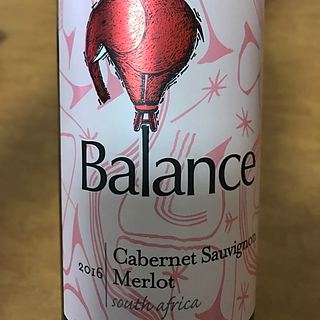 Balance
2016
Cabernet Sauvignon
Merlot
south africa